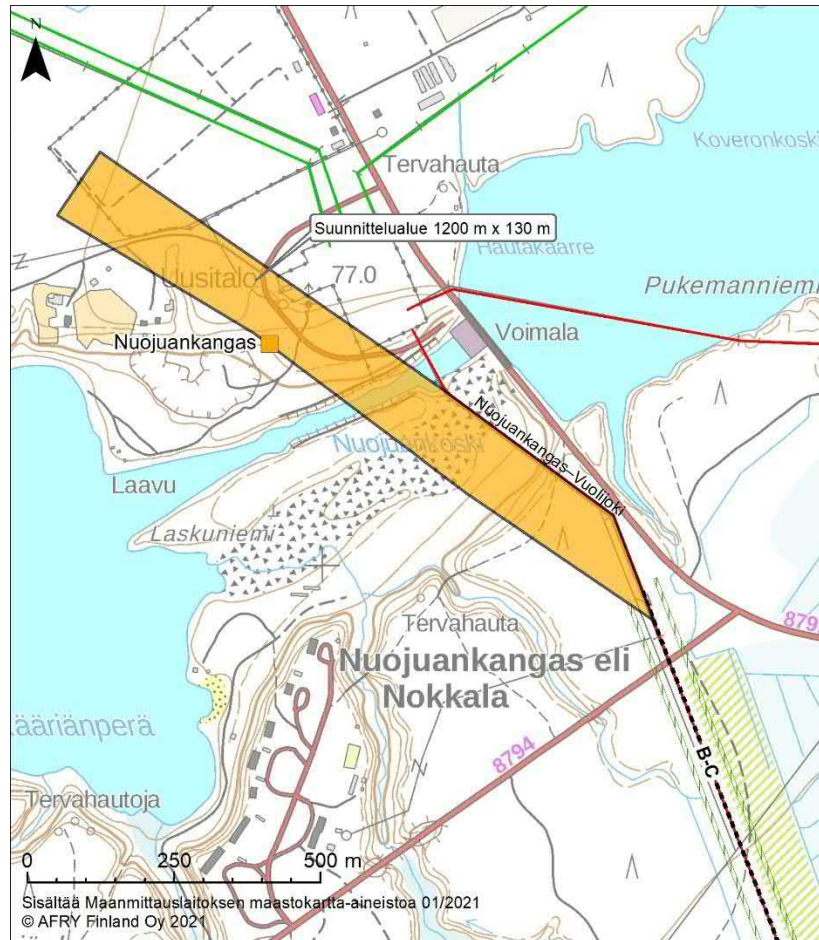 N
Koveronkoski
Tervahauta
Suunnittelualue 1200 m x 130 m
Hautakaarre
Uusitalo
77.0
Pukemanniemi
Voimala
Nuojuankangas
Nuojuankangas–Vuolijoki
Nuojuankoski
Laavu
Laskuniemi
Tervahauta
879
Nuojuankangas eli
Nokkala
8794
B-C
ääriänperä
Tervahautoja
0 250 500 m
Sisältää Maanmittauslaitoksen maastokartta-aineistoa 01/2021
© AFRY Finland Oy 2021